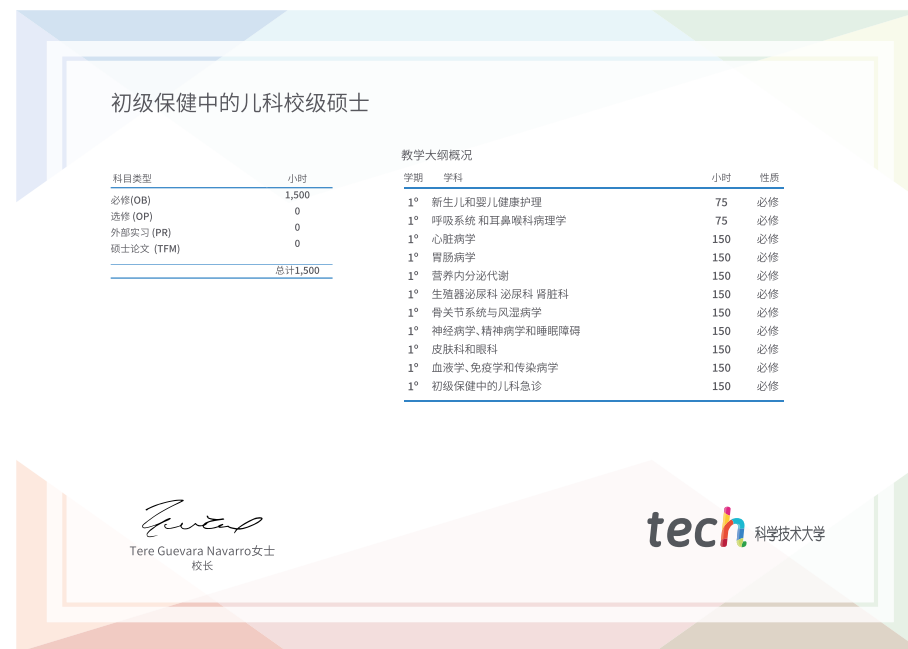 初级保健中的儿科校级硕士
科目类型 小时
必修(OB) 1,500
选修 (OP) 0
外部实习 (PR) 0
硕士论文 (TFM) 0
总计1,500
教学大纲概况
学期 学科 小时 性质
1º 新生儿和婴儿健康护理 75 必修
1º 呼吸系统 和耳鼻喉科病理学 75 必修
1º 心脏病学 150 必修
1º 胃肠病学 150 必修
1º 营养内分泌代谢 150 必修
1º 生殖器泌尿科 泌尿科 肾脏科 150 必修
1º 骨关节系统与风湿病学 150 必修
1º 神经病学、精神病学和睡眠障碍 150 必修
1º 皮肤科和眼科 150 必修
1º 血液学、免疫学和传染病学 150 必修
1º 初级保健中的儿科急诊 150 必修
Tere Guevara Navarro女士
校长
tech 科学技术大学